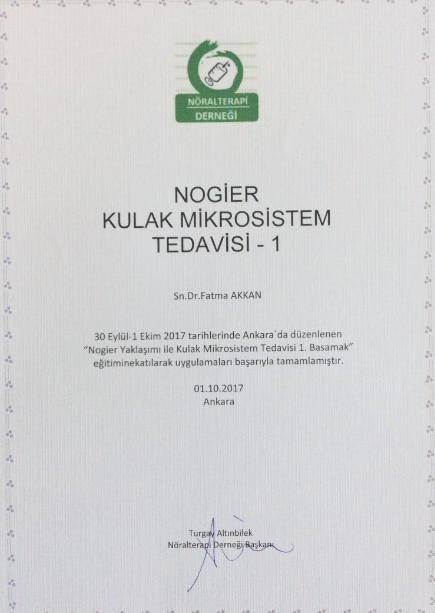 NÖRALTERAPİ
DERNEĞİ
NOGİER
KULAK MİKROSİSTEM
TEDAVİSİ - 1
Sn.Dr.Fatma AKKAN
30 Eylül-1 Ekim 2017 tarihlerinde Ankara`da düzenlenen
“Nogier Yaklaşımı ile Kulak Mikrosistem Tedavisi 1. Basamak”
eğitiminekatılarak uygulamaları başarıyla tamamlamıştır.
01.10.2017
Ankara
Turgay Altınbilek
Nöralterapi Derneği Başkanı